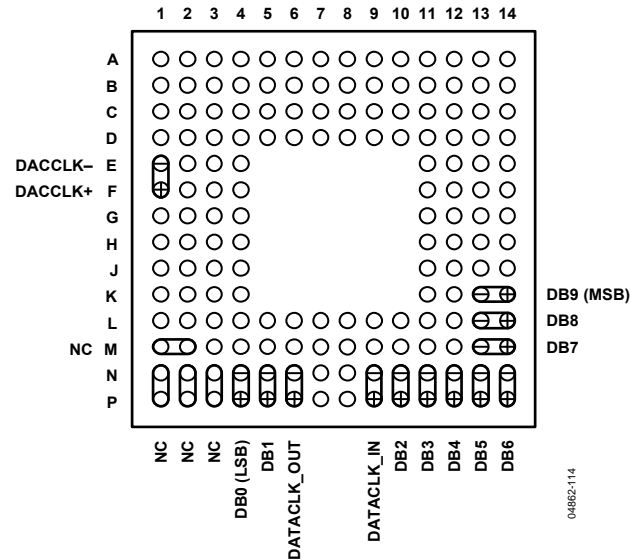 1 2 3 4 5 6 7 8 9 10 11 12 13 14
A
B
C
D
DACCLK– E
DACCLK+ F
G
H
J
K DB9 (MSB)
L DB8
NC M DB7
N
P
NC
NC
NC
DB0 (LSB)
DB1
DATACLK_OUT
DATACLK_IN
DB2
DB3
DB4
DB5
DB6
04862-114